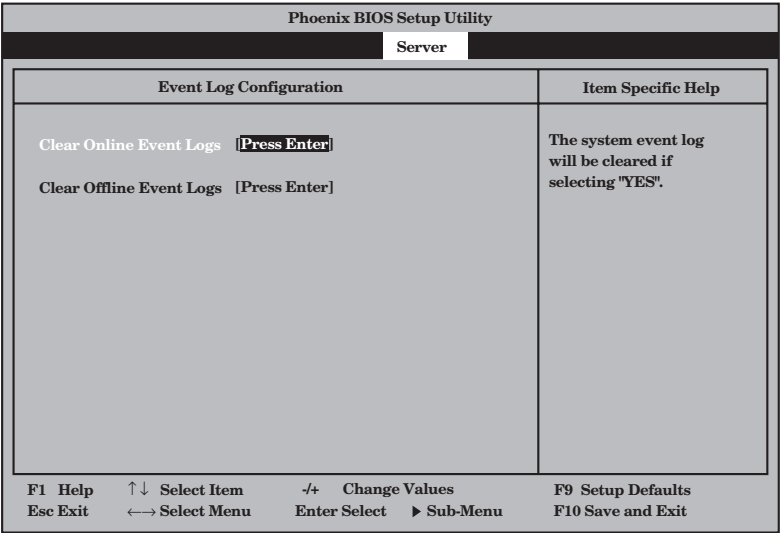 Phoenix BIOS Setup Utility
Server
Event Log Configuration
Item Specific Help
Clear Online Event Logs [Press Enter]
Clear Offline Event Logs [Press Enter]
The system event log
will be cleared if
selecting "YES".
F1 Help ↑↓ Select Item -/+ Change Values F9 Setup Defaults
Esc Exit ←→ Select Menu Enter Select ▶ Sub-Menu F10 Save and Exit